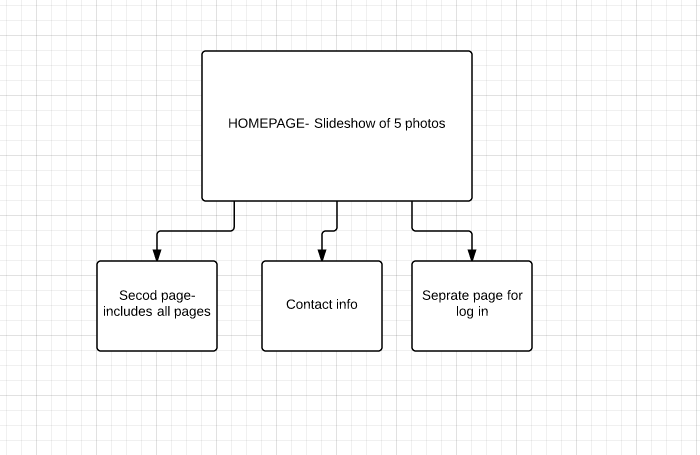 HOMEPAGE- Slideshow of 5 photos
Secod page-
includes all pages
Contact info
Seprate page for
log in